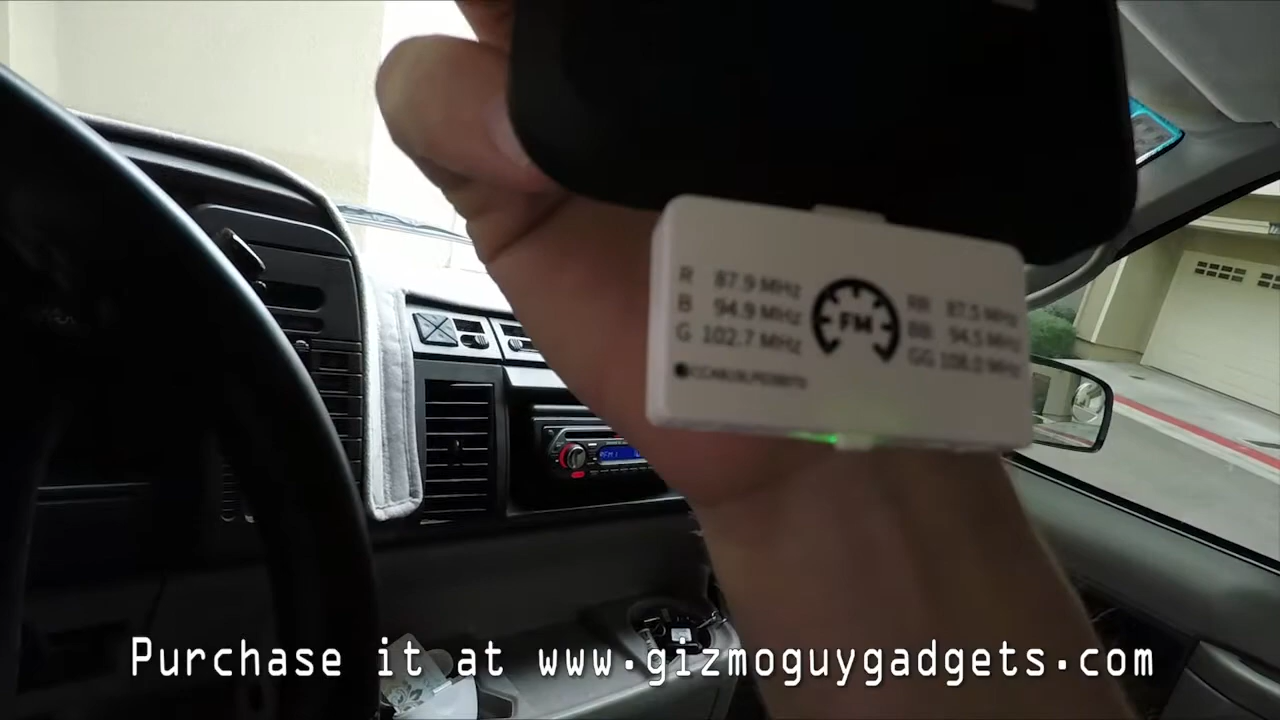 R 87.9 MHz
B 94.9 MHz
G 102.7 MHz
FM
RR 87.5 MHz
BB 94.5 MHz
GG 108.0 MHz
Purchase it at www.gizmoguygadgets.com